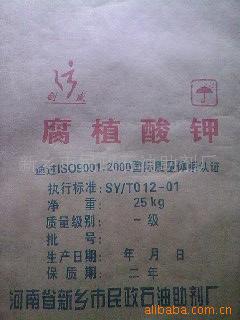 创威
腐植酸钾
通过ISO9001:2000国际质量体系认证
执行标准: SY/T012-01
净 重: 25kg
质量级别: 一级
批 号:
生产日期: 年 月 日
保 质 期: 二年
河南省新乡市民政石油助剂厂
alibaba.com.cn